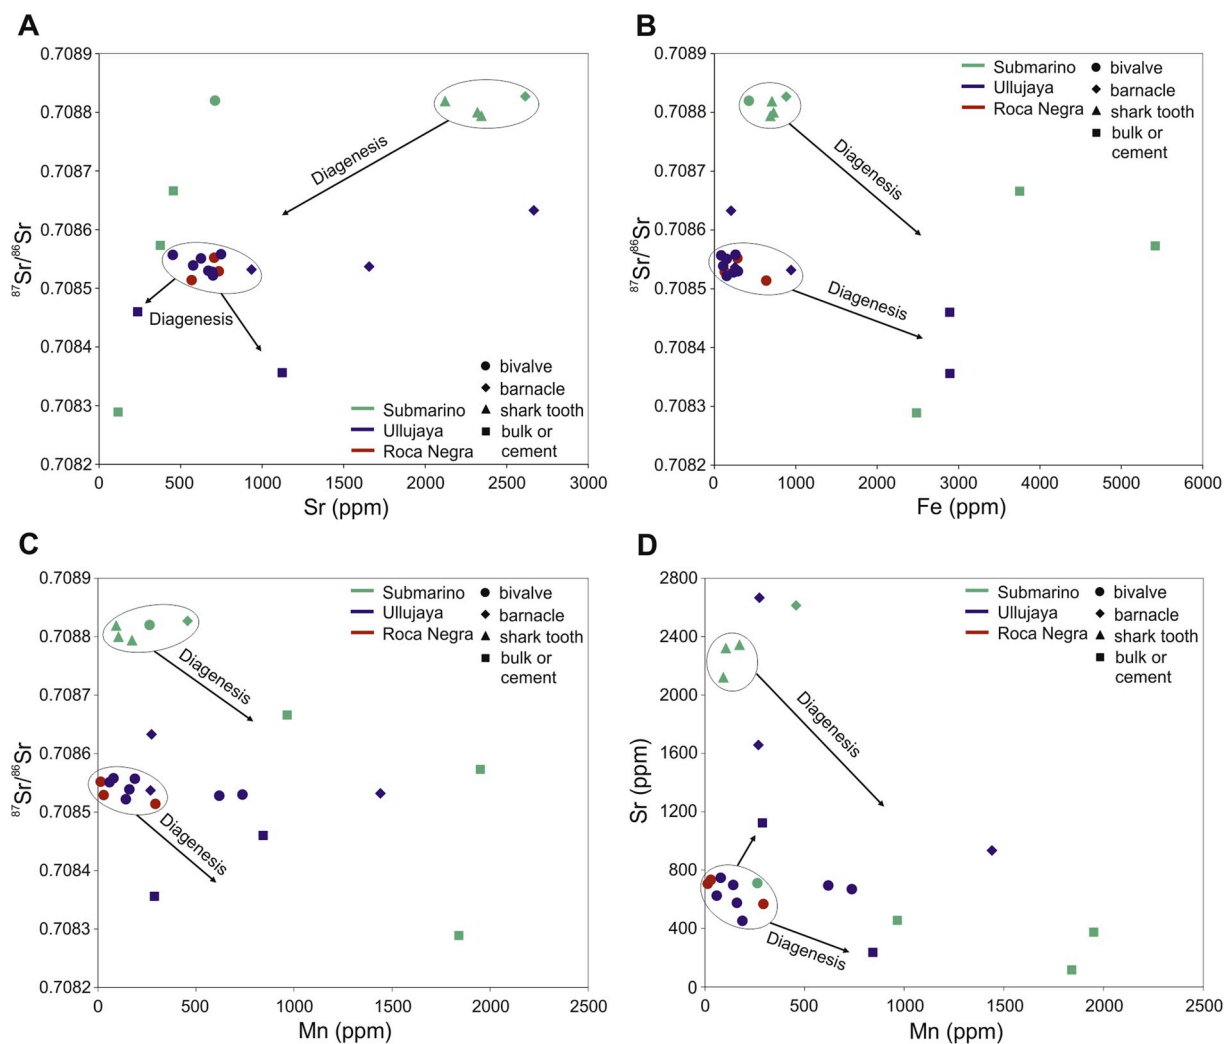 A
0.7089
0.7088
0.7087
0.7086
0.7085
0.7084
0.7083
0.7082
87Sr/86Sr
Diagenesis
Diagenesis
bivalve
barnacle
Submarino
shark tooth
Ullujaya
bulk or
Roca Negra
cement
0
500
1000
1500
2000
2500
3000
Sr (ppm)
B
0.7089
0.7088
0.7087
0.7086
0.7085
0.7084
0.7083
0.7082
87Sr/86Sr
Submarino
bivalve
Ullujaya
barnacle
Roca Negra
shark tooth
bulk or
cement
Diagenesis
Diagenesis
0
1000
2000
3000
4000
5000
6000
Fe (ppm)
C
0.7089
0.7088
0.7087
0.7086
0.7085
0.7084
0.7083
0.7082
87Sr/86Sr
Submarino
bivalve
Ullujaya
barnacle
Roca Negra
shark tooth
bulk or
cement
Diagenesis
Diagenesis
0
500
1000
1500
2000
2500
Mn (ppm)
D
2800
2400
2000
1600
1200
800
400
0
Sr (ppm)
Submarino
bivalve
Ullujaya
barnacle
Roca Negra
shark tooth
bulk or
cement
Diagenesis
Diagenesis
0
500
1000
1500
2000
2500
Mn (ppm)